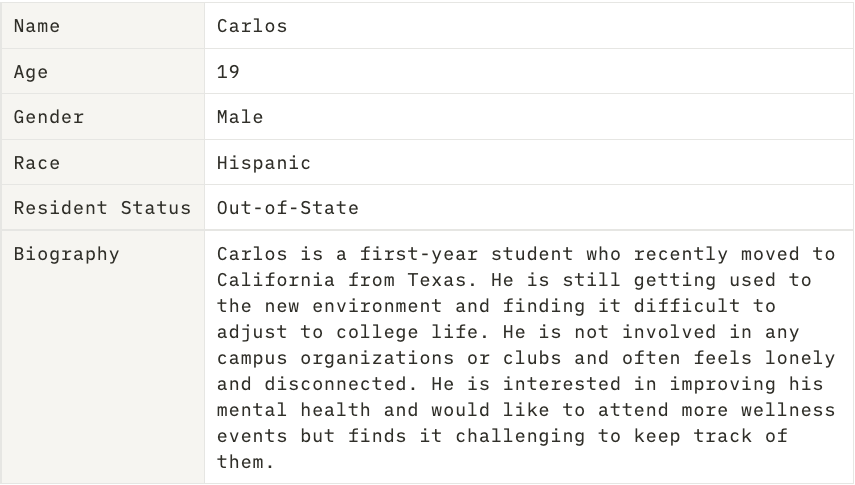 Name Carlos
Age 19
Gender Male
Race Hispanic
Resident Status Out-of-State
Biography Carlos is a first-year student who recently moved to
California from Texas. He is still getting used to
the new environment and finding it difficult to
adjust to college life. He is not involved in any
campus organizations or clubs and often feels lonely
and disconnected. He is interested in improving his
mental health and would like to attend more wellness
events but finds it challenging to keep track of
them.